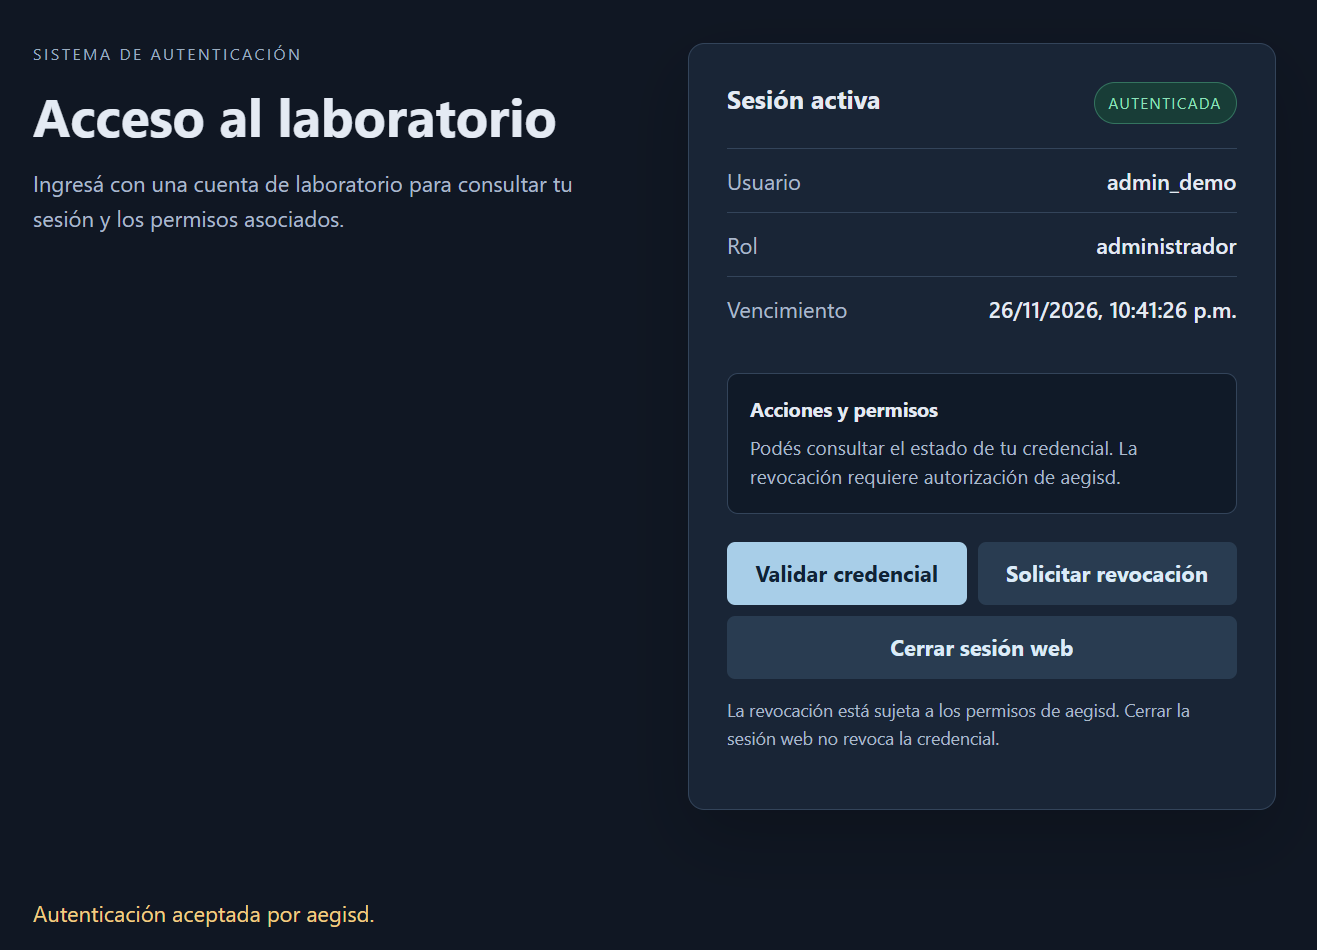 SISTEMA DE AUTENTICACIÓN
Acceso al laboratorio
Ingresá con una cuenta de laboratorio para consultar tu
sesión y los permisos asociados.
Sesión activa
AUTENTICADA
Usuario
admin_demo
Rol
administrador
Vencimiento
26/11/2026, 10:41:26 p.m.
Acciones y permisos
Podés consultar el estado de tu credencial. La
revocación requiere autorización de aegisd.
Validar credencial
Solicitar revocación
Cerrar sesión web
La revocación está sujeta a los permisos de aegisd. Cerrar la
sesión web no revoca la credencial.
Autenticación aceptada por aegisd.